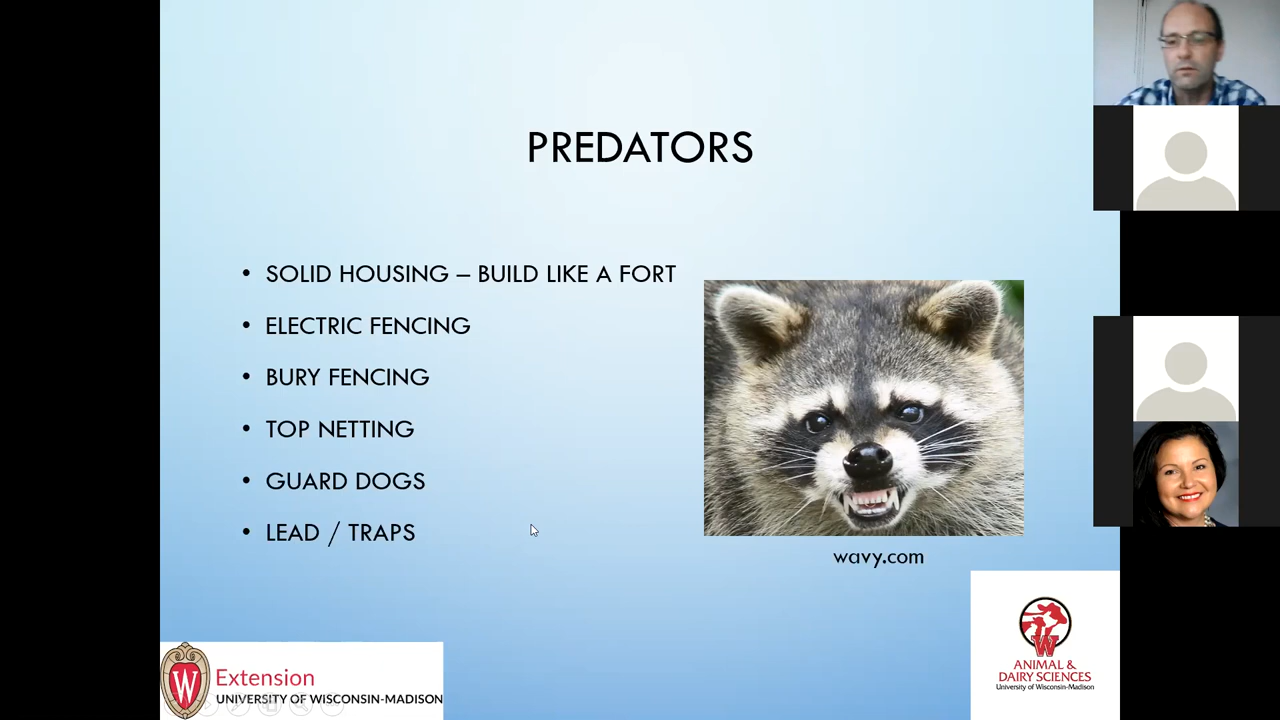 PREDATORS
• SOLID HOUSING – BUILD LIKE A FORT
• ELECTRIC FENCING
• BURY FENCING
• TOP NETTING
• GUARD DOGS
• LEAD / TRAPS
wavy.com
W
Extension
UNIVERSITY OF WISCONSIN-MADISON
W
ANIMAL &
DAIRY SCIENCES
University of Wisconsin-Madison